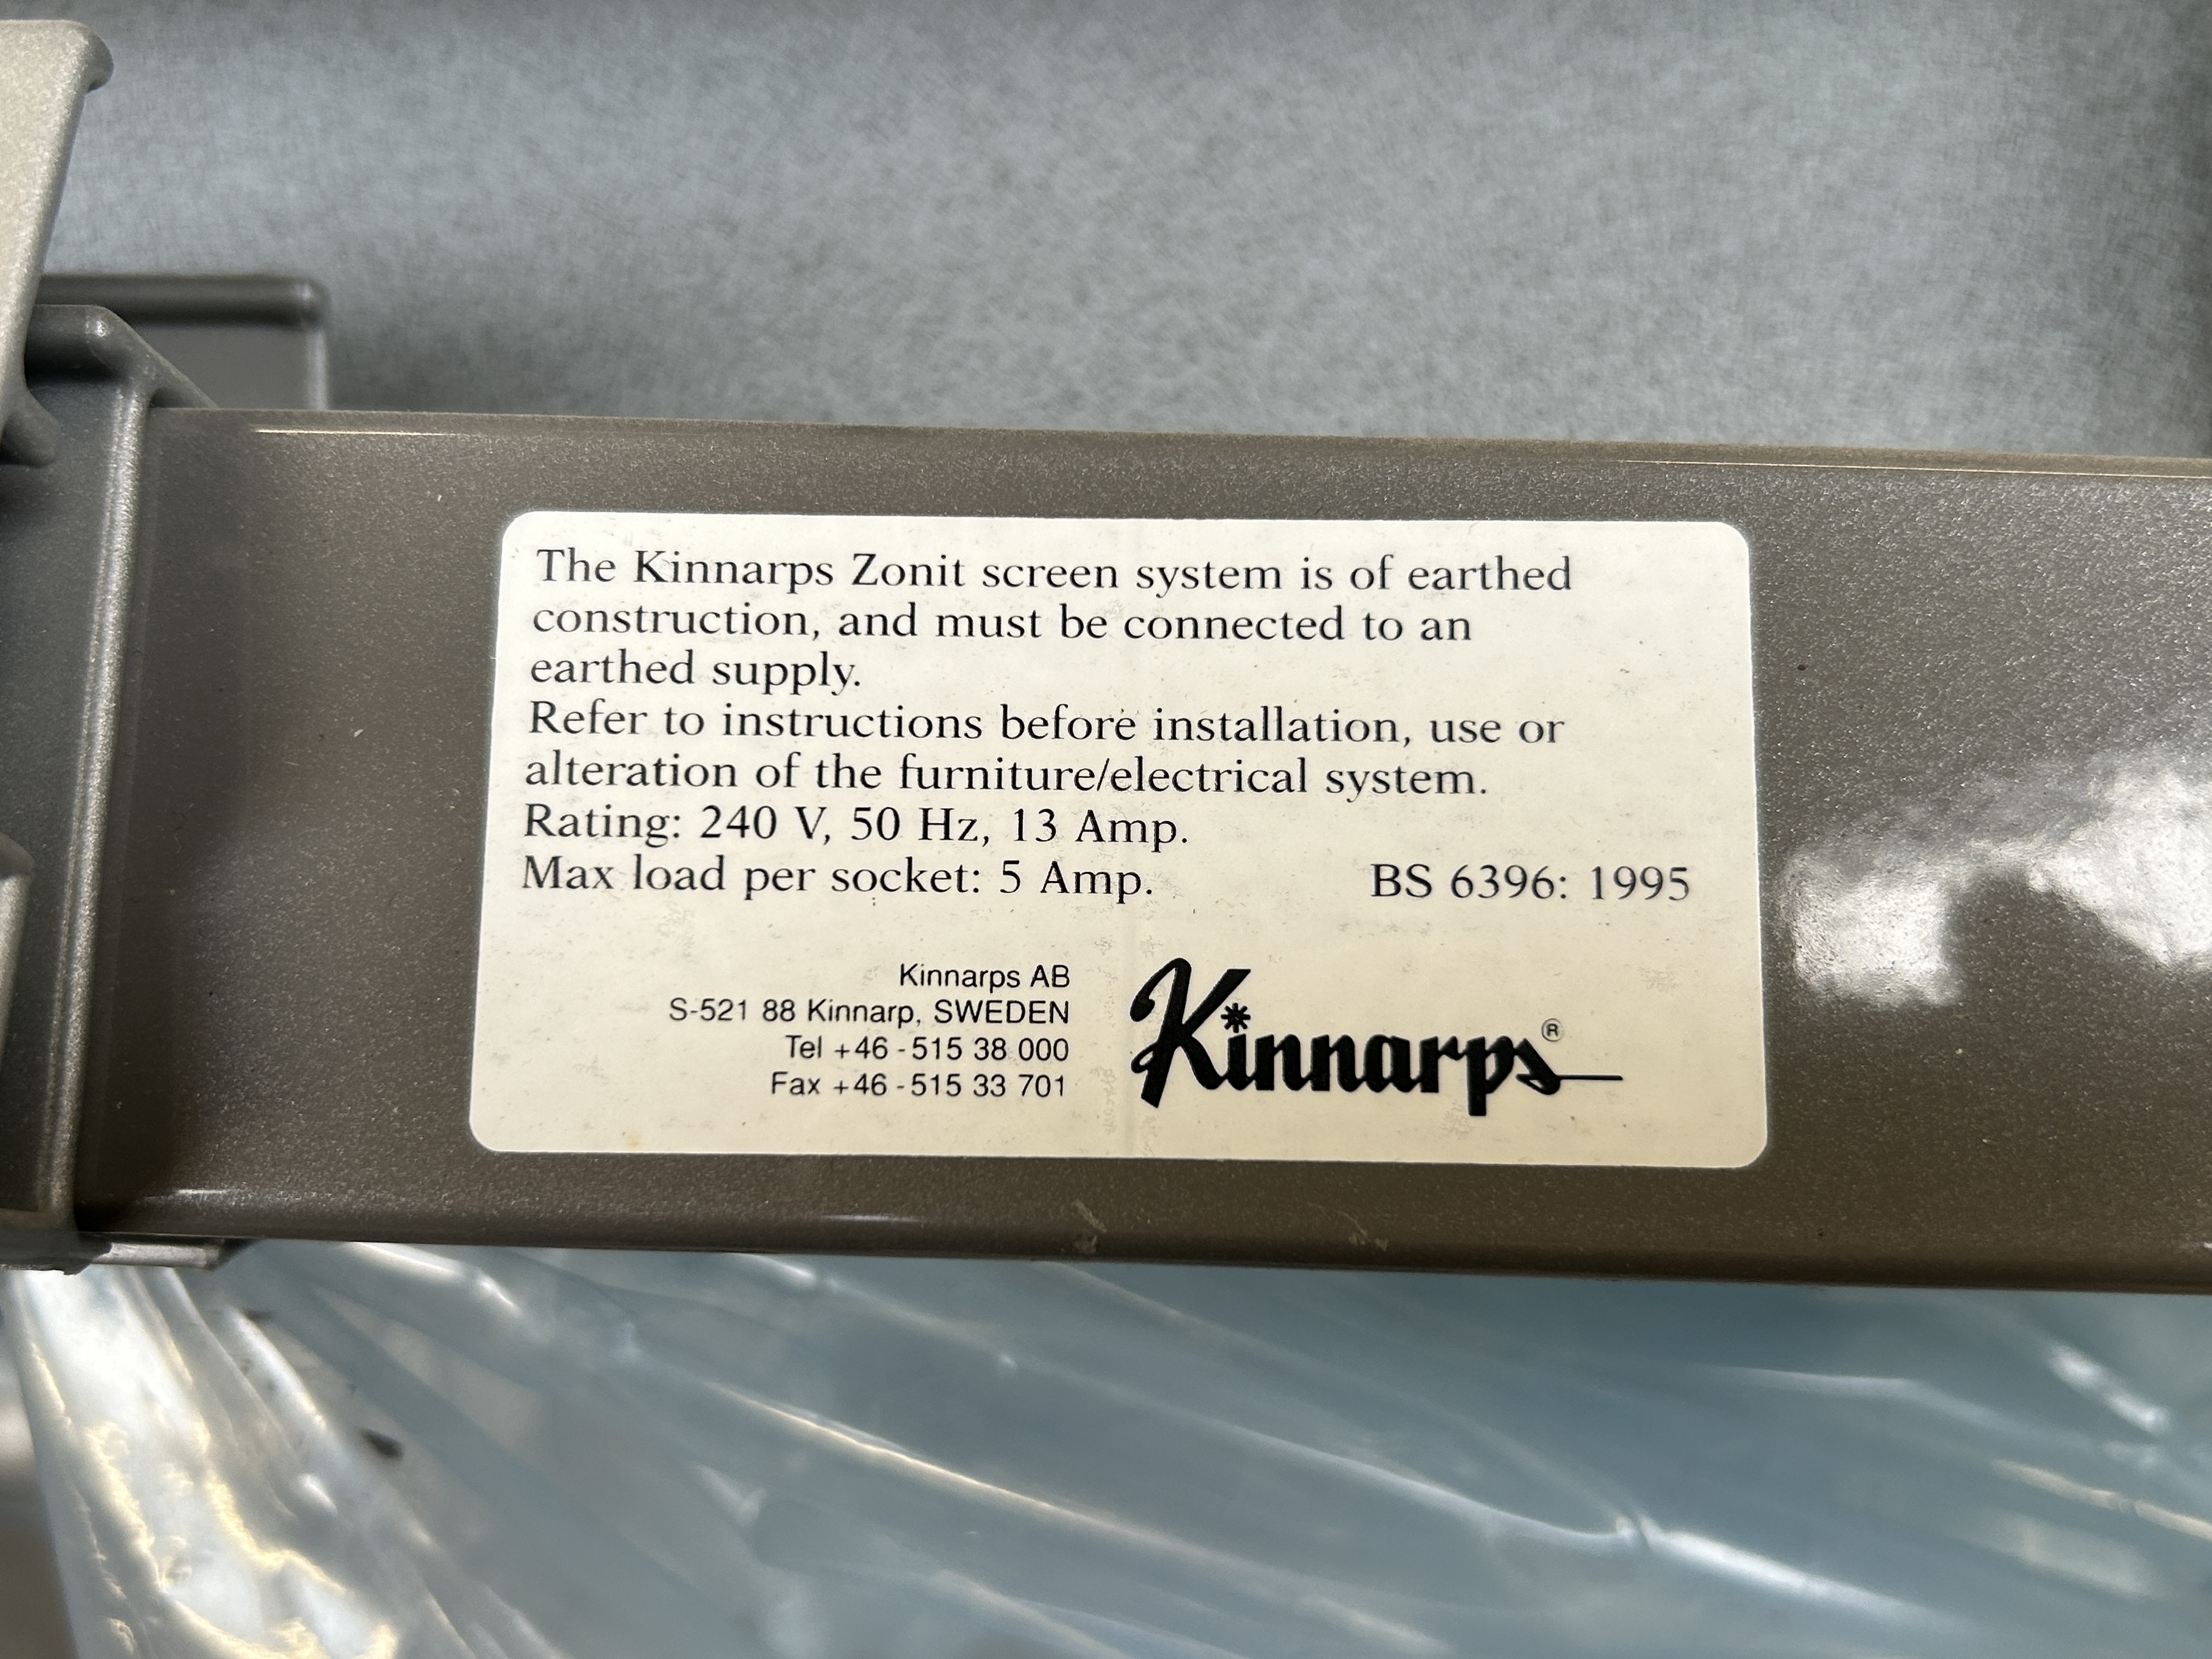 The Kinnarps Zonit screen system is of earthed
construction, and must be connected to an
earthed supply.
Refer to instructions before installation, use or
alteration of the furniture/electrical system.
Rating: 240 V, 50 Hz, 13 Amp.
Max load per socket: 5 Amp. BS 6396: 1995
Kinnarps AB
S-521 88 Kinnarp, SWEDEN
Tel +46 - 515 38 000
Fax +46 - 515 33 701
Kinnarps®